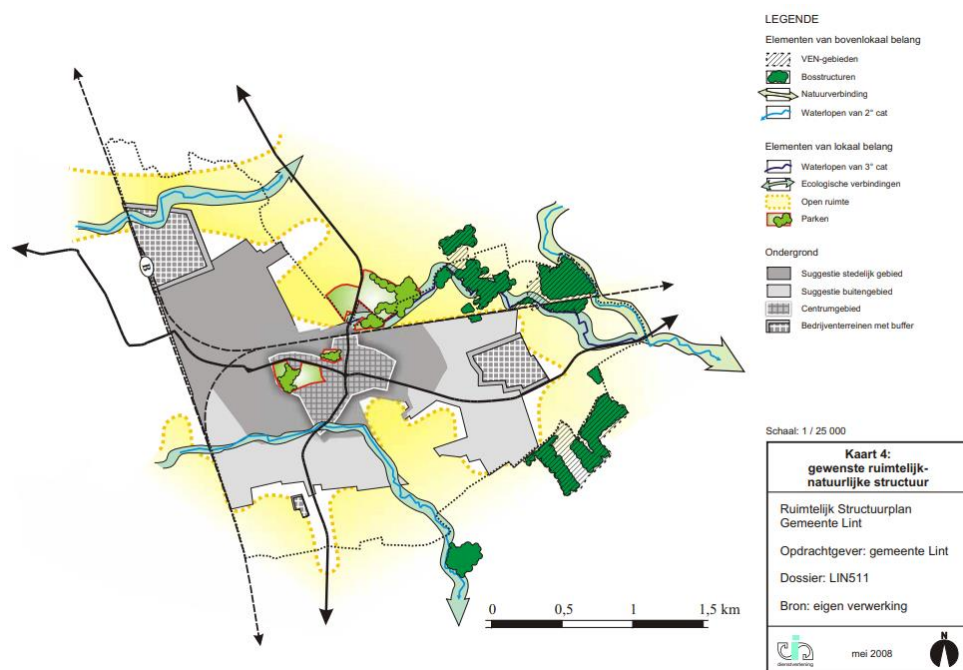 LEGENDE
Elementen van bovenlokaal belang
VEN-gebieden
Bosstructuren
Natuurverbinding
Waterlopen van 2° cat
Elementen van lokaal belang
Waterlopen van 3° cat
Ecologische verbindingen
Open ruimte
Parken
Ondergrond
Suggestie stedelijk gebied
Suggestie buitengebied
Centrumgebied
Bedrijventerreinen met buffer
Schaal: 1 / 25 000
Kaart 4:
gewenste ruimtelijk-
natuurlijke structuur
Ruimtelijk Structuurplan
Gemeente Lint
Opdrachtgever: gemeente Lint
Dossier: LIN511
Bron: eigen verwerking
dienstverlening
mei 2008
N
0 0,5 1 1,5 km